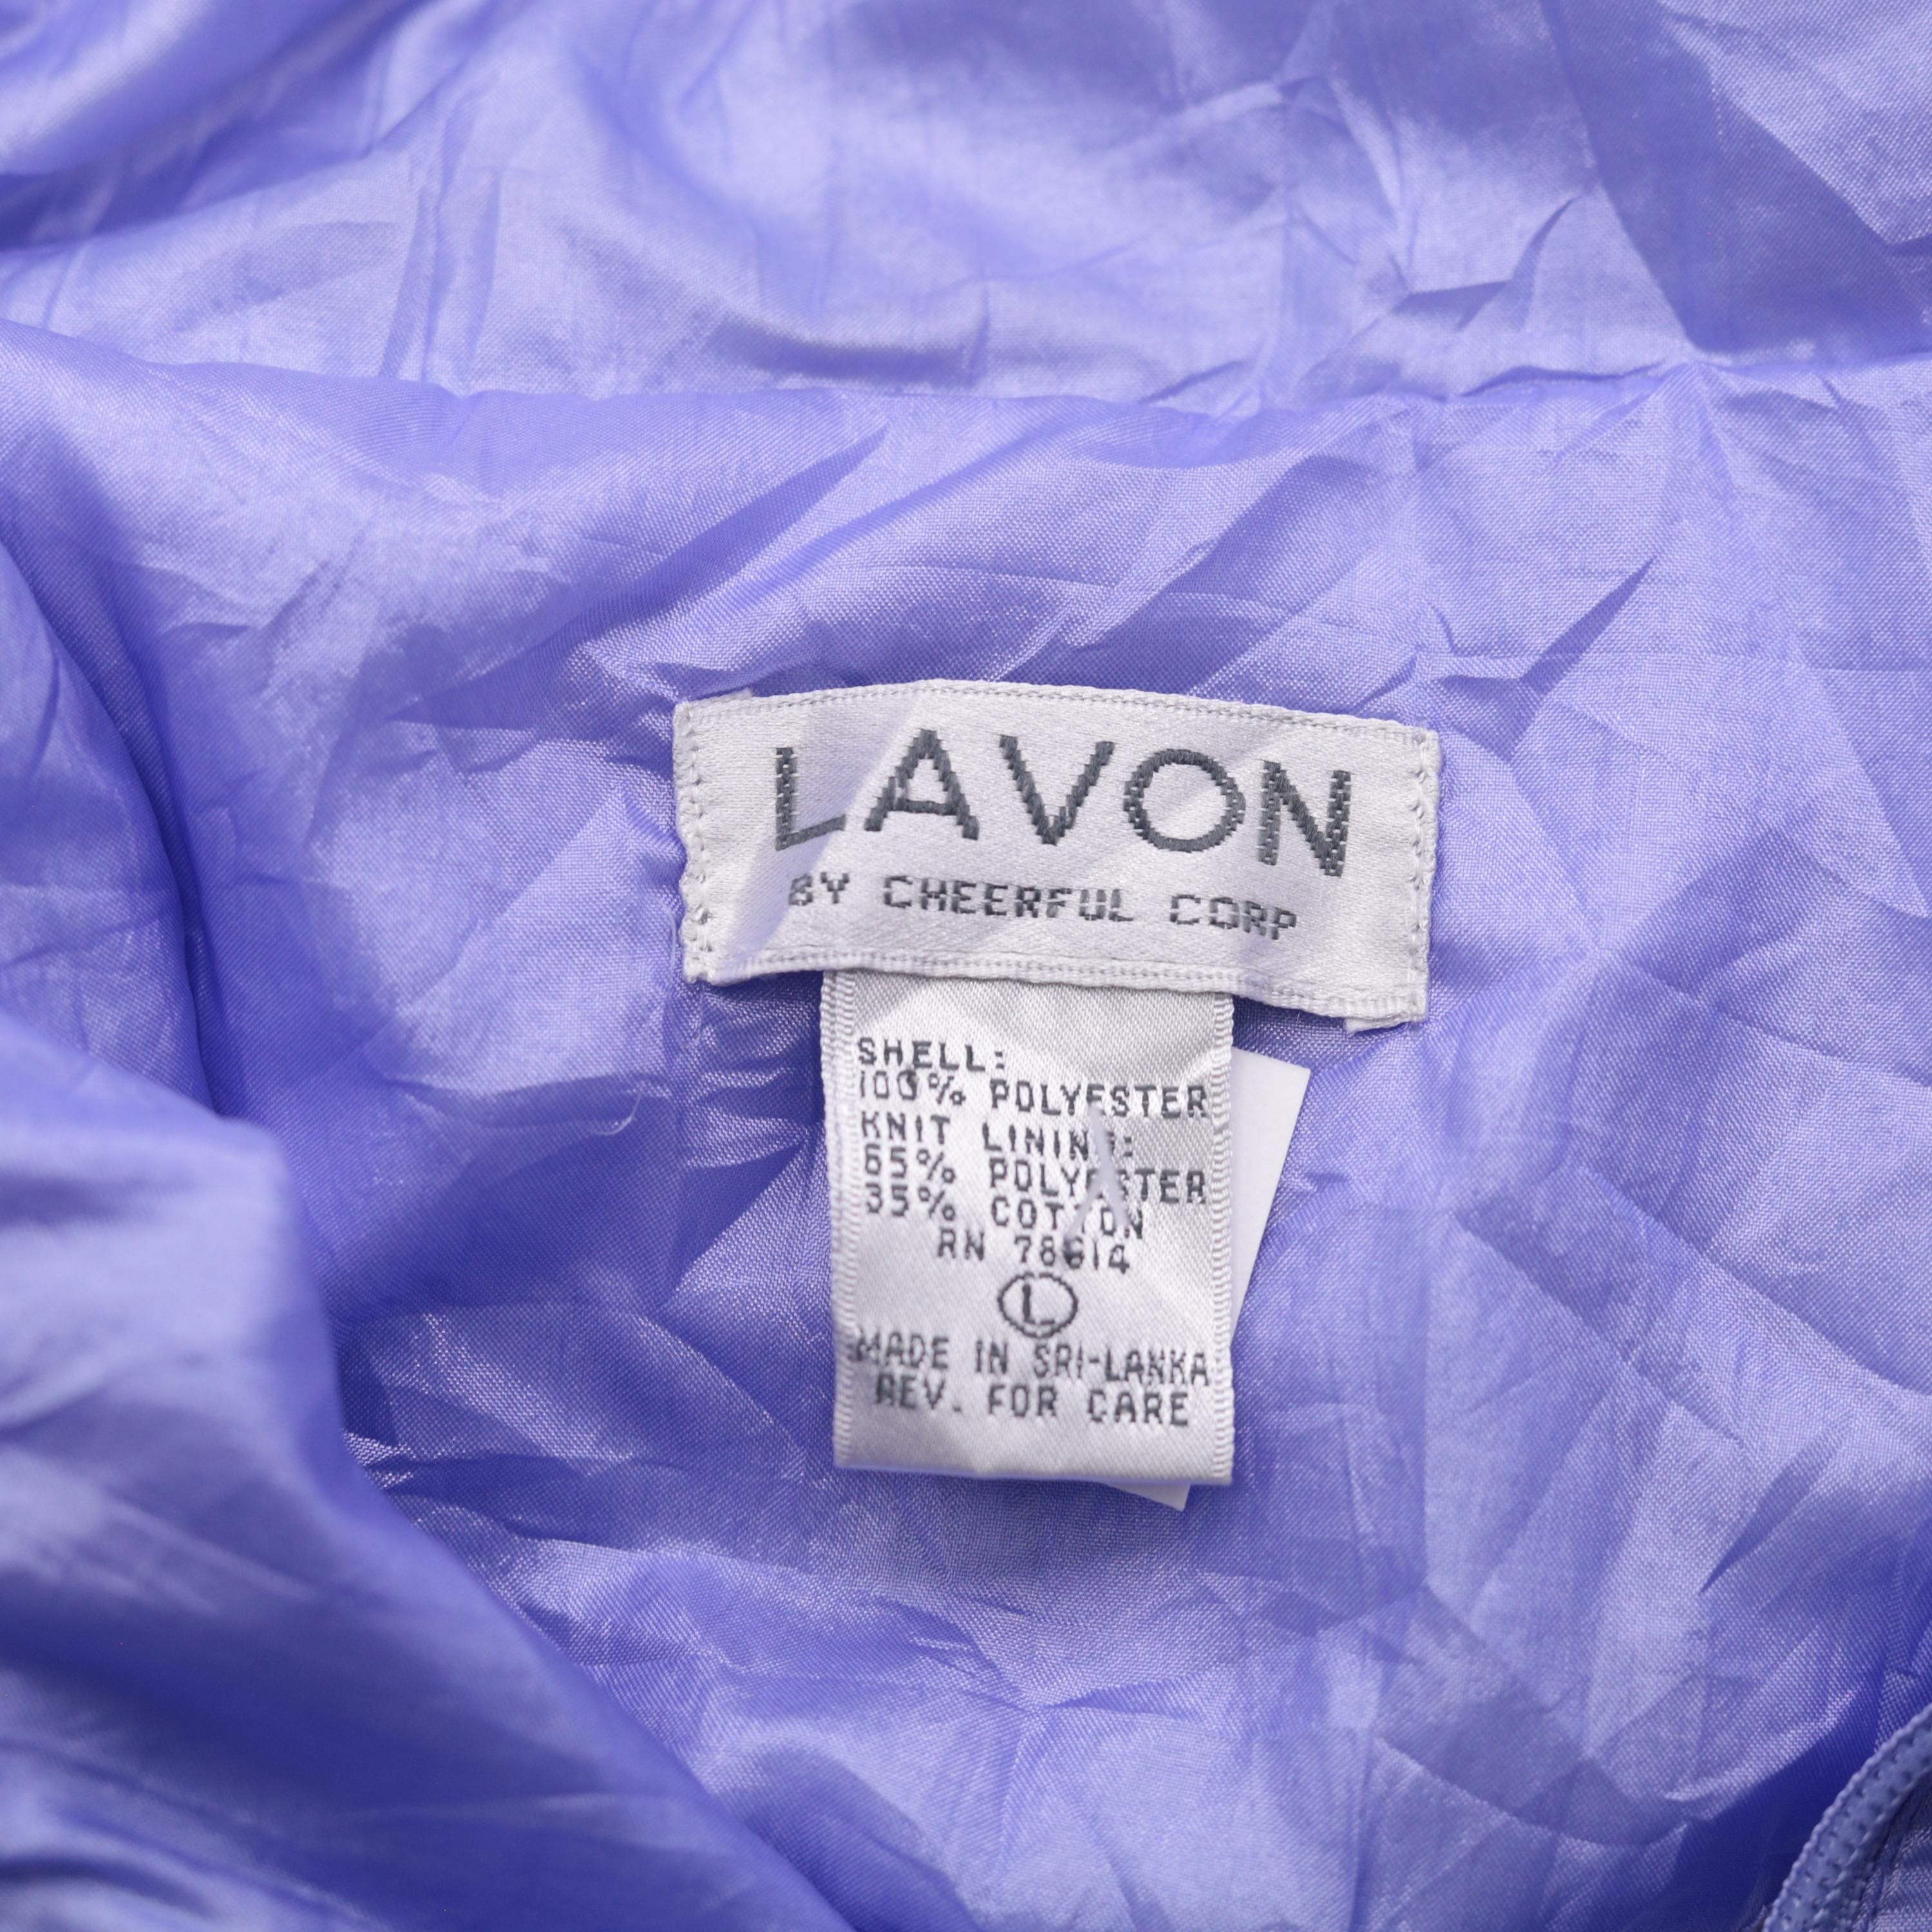 LAVON
BY CHEERFUL CORP
SHELL:
100% POLYESTER
KNIT LINING:
65% POLYESTER
35% COTTON
RN 78614
L
MADE IN SRI-LANKA
REV. FOR CARE